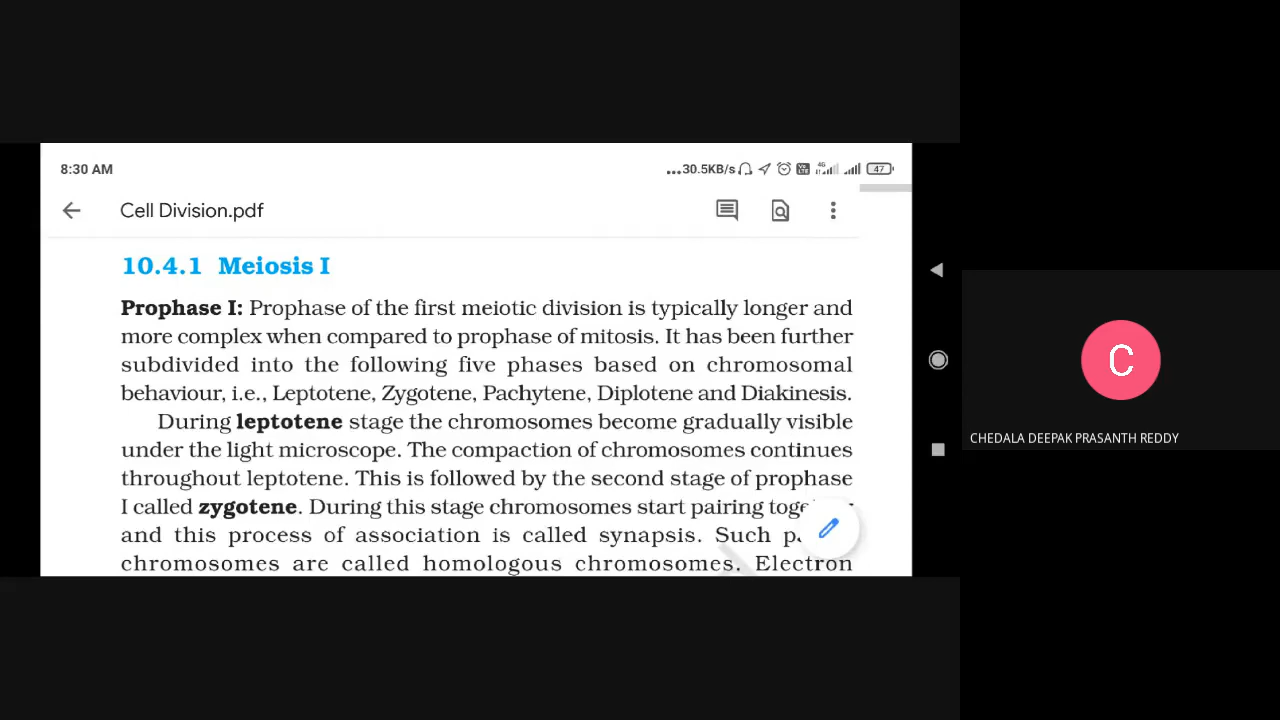 8:30 AM
...30.5KB/s
4G
47
Cell Division.pdf
10.4.1 Meiosis I
Prophase I: Prophase of the first meiotic division is typically longer and
more complex when compared to prophase of mitosis. It has been further
subdivided into the following five phases based on chromosomal
behaviour, i.e., Leptotene, Zygotene, Pachytene, Diplotene and Diakinesis.
During leptotene stage the chromosomes become gradually visible
under the light microscope. The compaction of chromosomes continues
throughout leptotene. This is followed by the second stage of prophase
I called zygotene. During this stage chromosomes start pairing
and this process of association is called synapsis. Such
chromosomes are called homologous chromosomes. Electron
C
CHEDALA DEEPAK PRASANTH REDDY